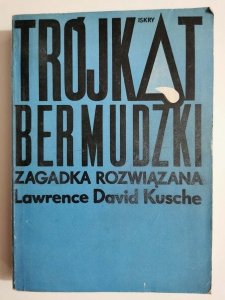 ISKRY
TRÓJKĄT
BERMUDZKI
ZAGADKA ROZWIĄZANA
Lawrence David Kusche